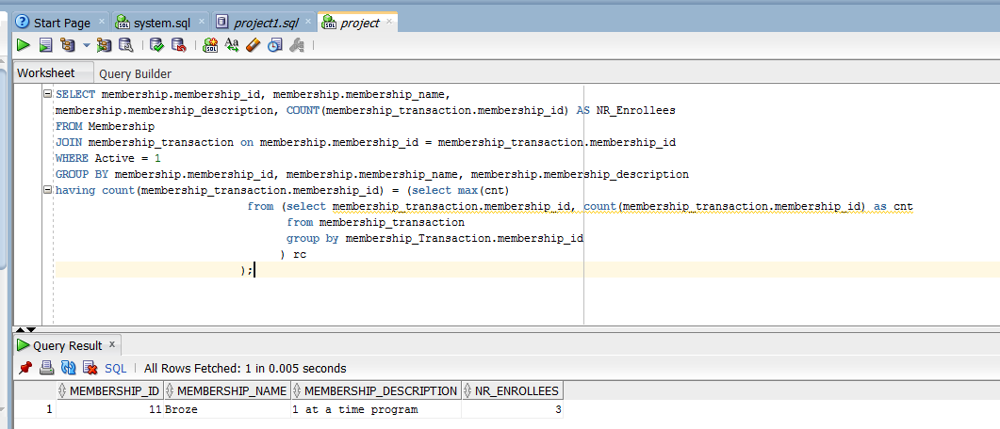 Start Page × system.sql × project1.sql × project ×
Worksheet Query Builder
SELECT membership.membership_id, membership.membership_name,
membership.membership_description, COUNT(membership_transaction.membership_id) AS NR_Enrollees
FROM Membership
JOIN membership_transaction on membership.membership_id = membership_transaction.membership_id
WHERE Active = 1
GROUP BY membership.membership_id, membership.membership_name, membership.membership_description
having count(membership_transaction.membership_id) = (select max(cnt)
from (select membership_transaction.membership_id, count(membership_transaction.membership_id) as cnt
from membership_transaction
group by membership_Transaction.membership_id
) rc
);
Query Result ×
SQL | All Rows Fetched: 1 in 0.005 seconds
MEMBERSHIP_ID MEMBERSHIP_NAME MEMBERSHIP_DESCRIPTION NR_ENROLLEES
1 11 Broze 1 at a time program 3